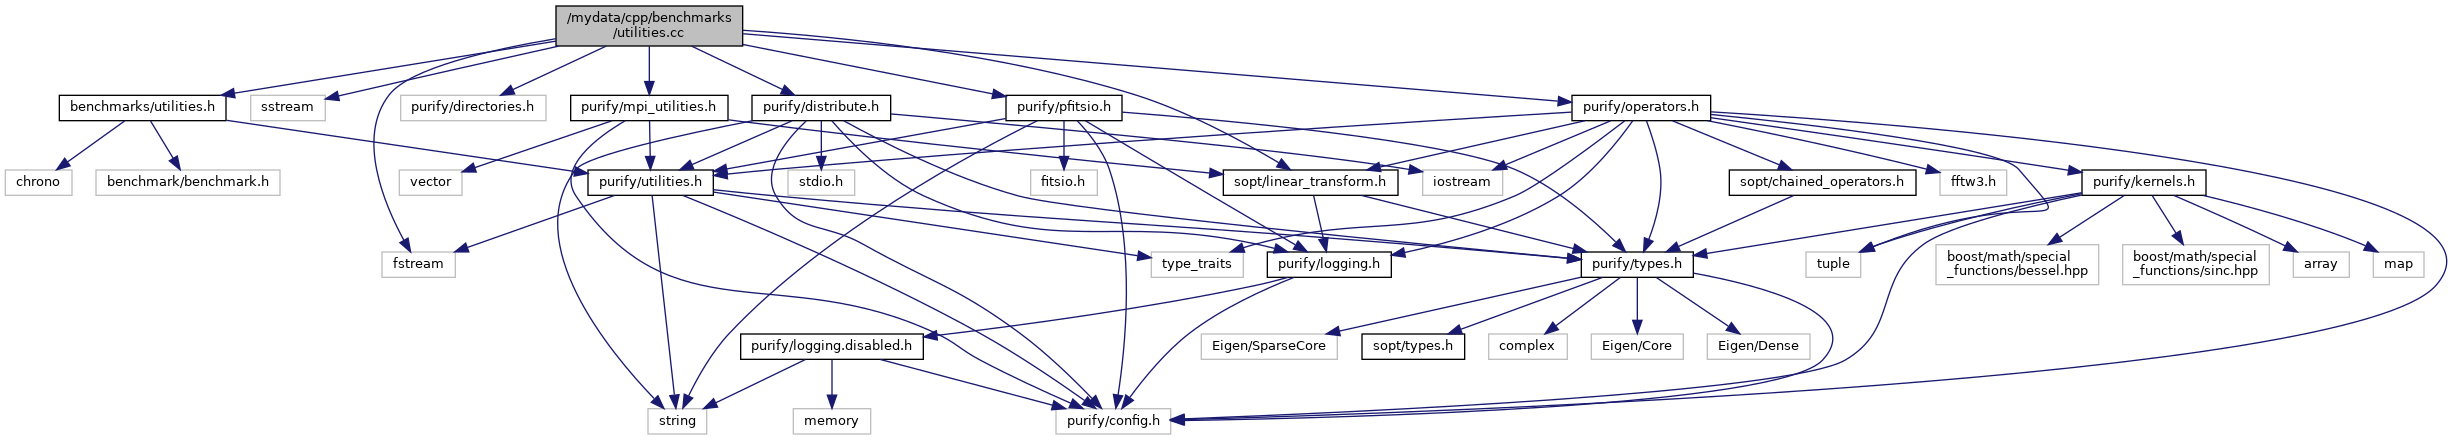 /mydata/cpp/benchmarks
/utilities.cc
benchmarks/utilities.h
sstream
purify/directories.h
purify/mpi_utilities.h
purify/distribute.h
purify/pfitsio.h
purify/operators.h
chrono
benchmark/benchmark.h
vector
purify/utilities.h
stdio.h
fitsio.h
sopt/linear_transform.h
iostream
sopt/chained_operators.h
fftw3.h
purify/kernels.h
fstream
type_traits
purify/logging.h
purify/types.h
tuple
boost/math/special
_functions/bessel.hpp
boost/math/special
_functions/sinc.hpp
array
map
purify/logging.disabled.h
Eigen/SparseCore
sopt/types.h
complex
Eigen/Core
Eigen/Dense
string
memory
purify/config.h